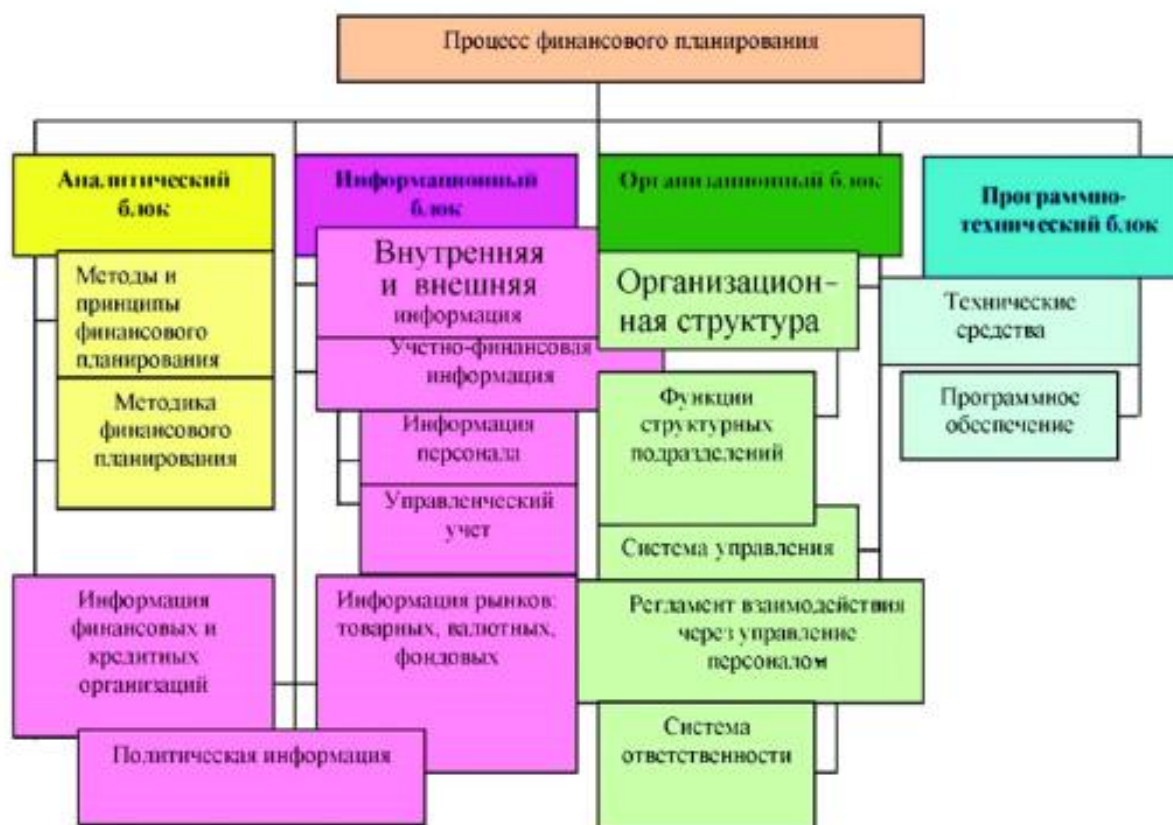 Процесс финансового планирования
Аналитический
блок
Методы и
принципы
финансового
планирования
Методика
финансового
планирования
Информационный
блок
Внутренняя
и внешняя
информация
Учетно-финансовая
информация
Информация
персонала
Управленческий
учет
Информация
финансовых и
кредитных
организаций
Информация рынков:
товарных, валютных,
фондовых
Политическая информация
Организационный блок
Организацион-
ная структура
Функции
структурных
подразделений
Система управления
Регламент взаимодействия
через управление
персоналом
Система
ответственности
Программно-
технический блок
Технические
средства
Программное
обеспечение